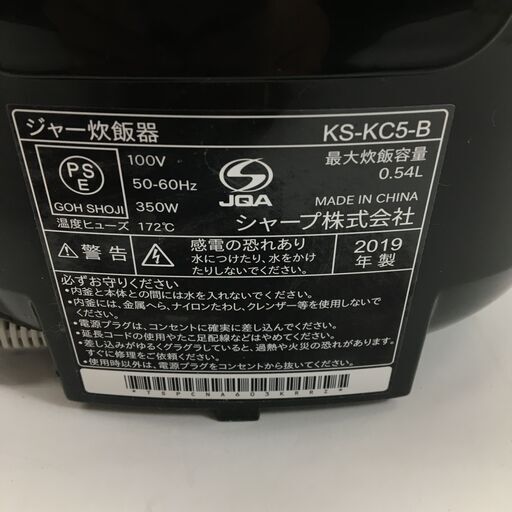 ジャー炊飯器
KS-KC5-B
PS
E
GOH SHOJI
100V
50-60Hz
350W
温度ヒューズ 172℃
JQA
最大炊飯容量
0.54L
MADE IN CHINA
シャープ株式会社
警告
感電の恐れあり
水につけたり、水をかけ
たりしないでください。
2019
年製
必ずお守りください
・内釜と本体との間には水を入れないでください。
・内釜には、金属へら、ナイロンたわし、クレンザー等を使用しないで
ください。
・電源プラグは、コンセントに確実に差し込んでください。
・延長コードの使用やたこ足配線などはやめてください。
・差し込みがゆるくグラグラしているなどは、過熱や火災の恐れがあります。
すぐに修理をご依頼ください。
・使用時以外は、電源プラグをコンセントから抜いてください。